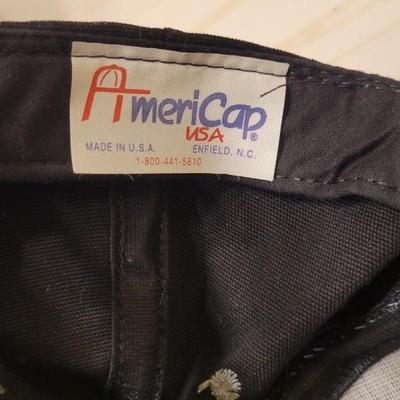 AmeriCap®
USA
MADE IN U.S.A. ENFIELD, N.C.
1-800-441-5810